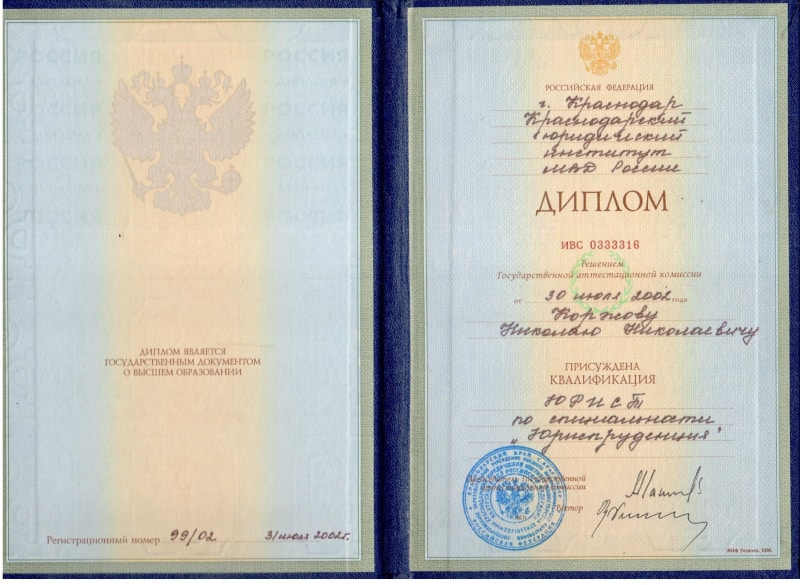 ДИПЛОМ ЯВЛЯЕТСЯ
ГОСУДАРСТВЕННЫМ ДОКУМЕНТОМ
О ВЫСШЕМ ОБРАЗОВАНИИ
Регистрационный номер 99/02 31 июля 2002г.
РОССИЙСКАЯ ФЕДЕРАЦИЯ
г. Краснодар
Краснодарский
юридический
институт
МВД России
ДИПЛОМ
ИВС 0333316
Решением
Государственной аттестационной комиссии
от 30 июля 2002 года
Коржову
Николаю Николаевичу
ПРИСУЖДЕНА
КВАЛИФИКАЦИЯ
ЮРИСТ
по специальности
„Юриспруденция"
Председатель Государственной
аттестационной комиссии
Ректор